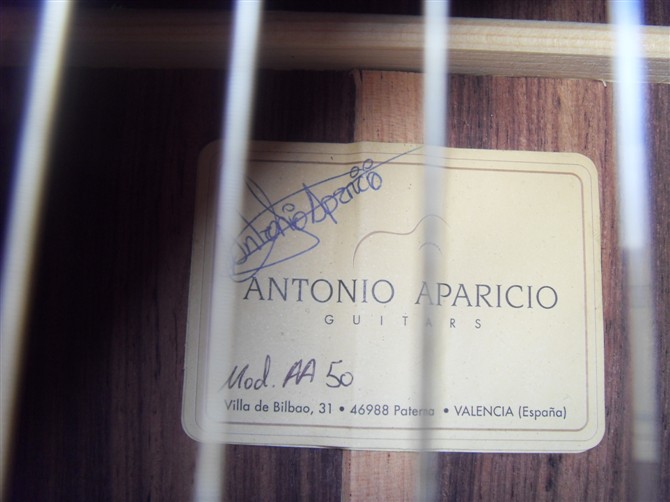 Antonio Aparicio
ANTONIO APARICIO
GUITARS
Mod. AA 50
Villa de Bilbao, 31 • 46988 Paterna • VALENCIA (España)